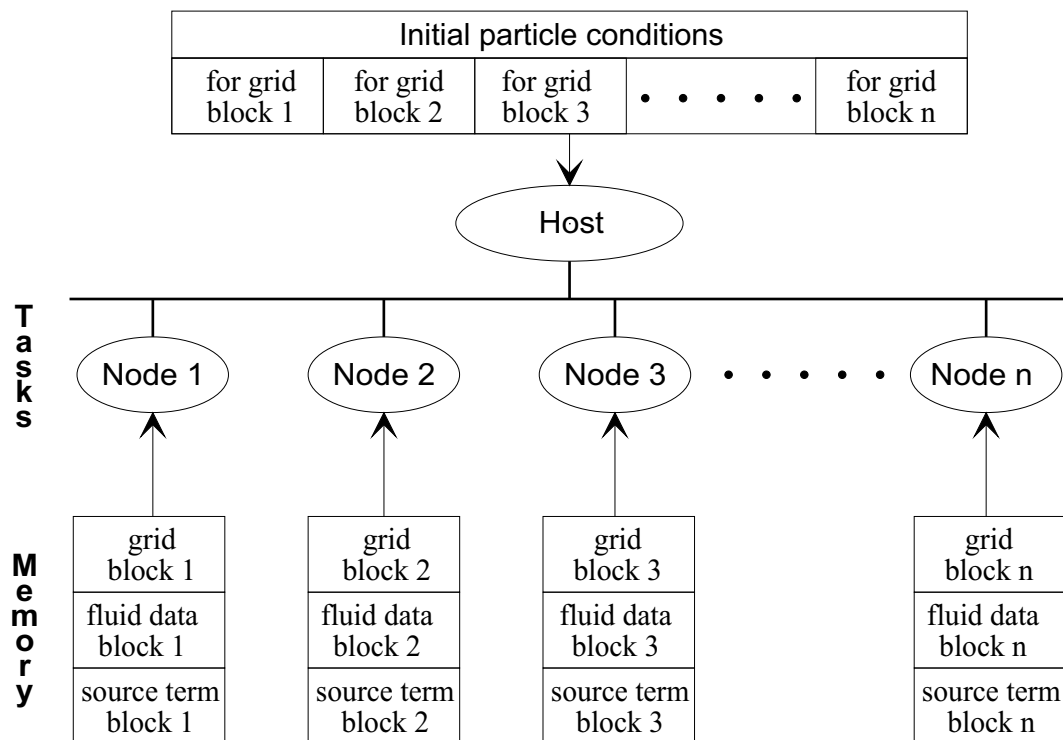 Initial particle conditions
for grid
block 1
for grid
block 2
for grid
block 3
for grid
block n
Host
Tasks
Node 1
Node 2
Node 3
Node n
Memory
grid
block 1
fluid data
block 1
source term
block 1
grid
block 2
fluid data
block 2
source term
block 2
grid
block 3
fluid data
block 3
source term
block 3
grid
block n
fluid data
block n
source term
block n